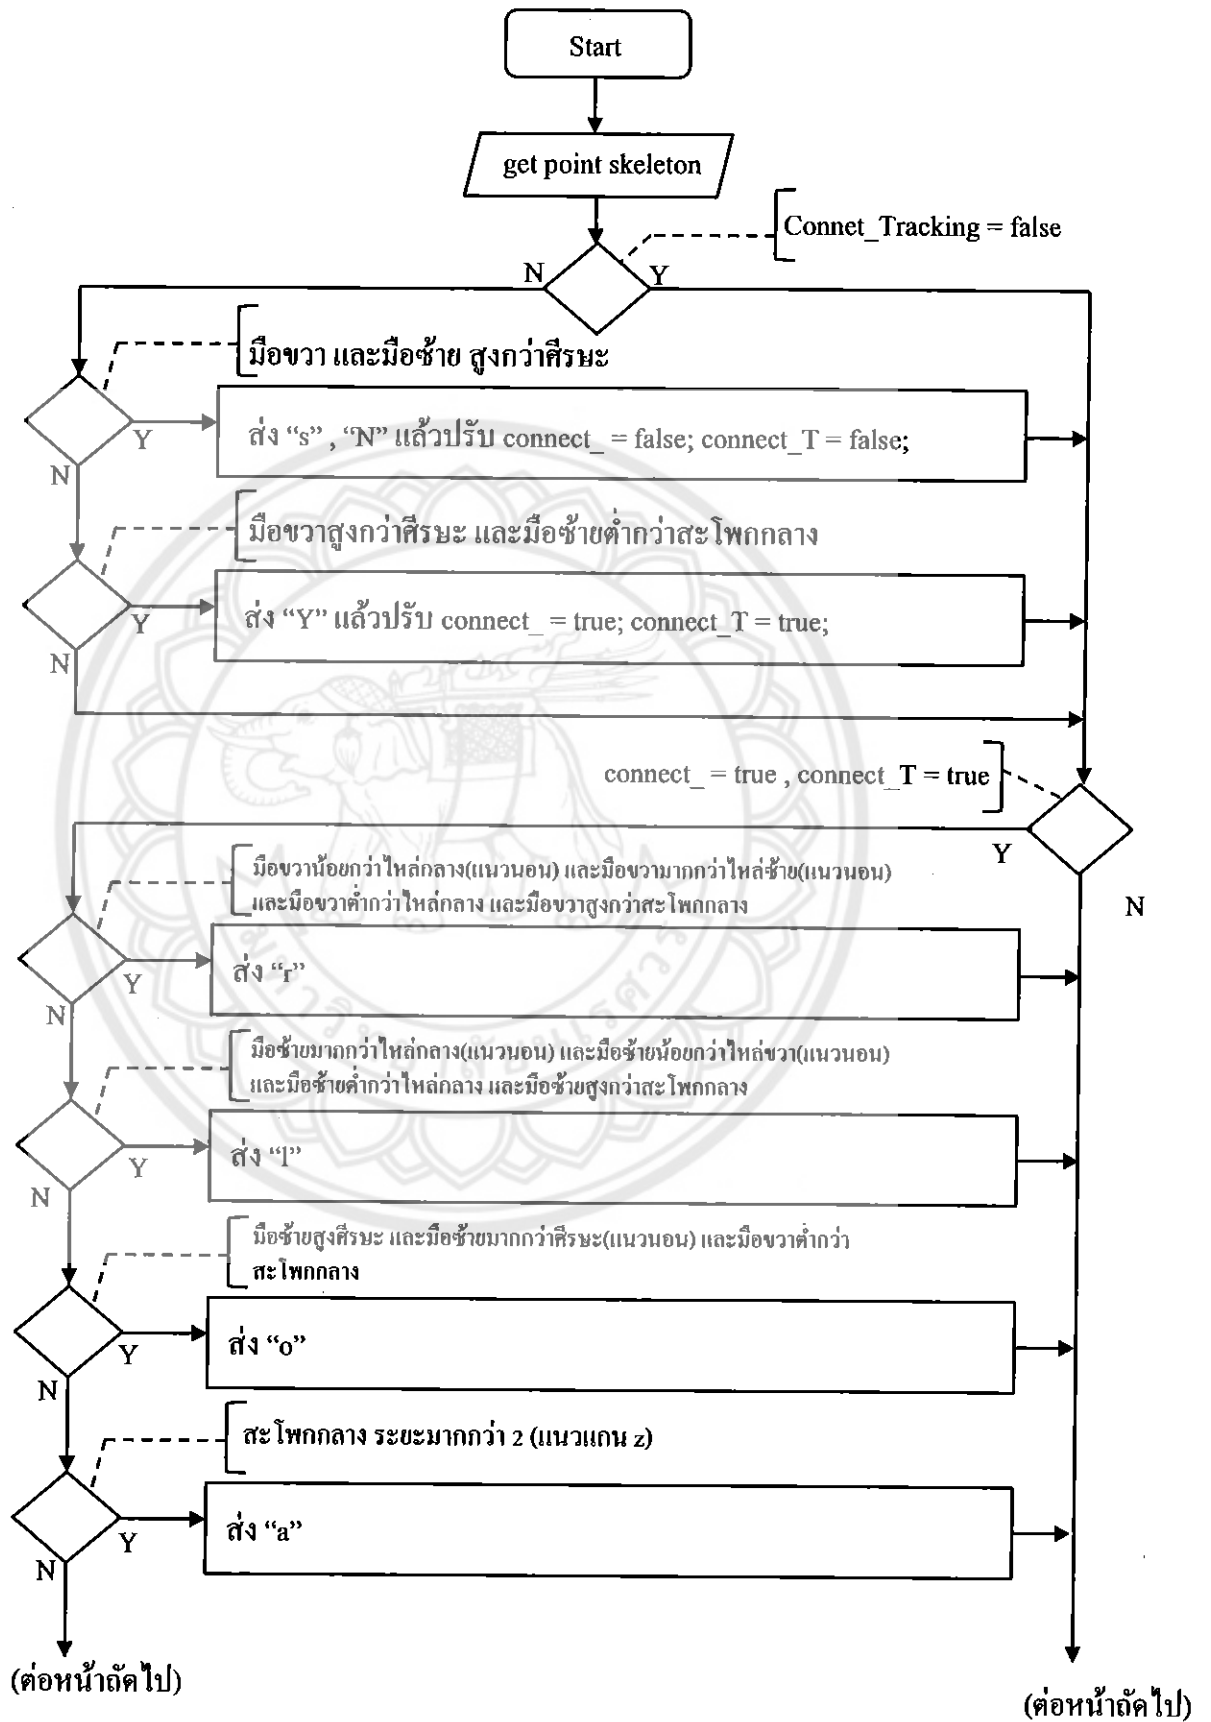 Start
get point skeleton
Connet_Tracking = false
N
Y
มือขวา และมือซ้าย สูงกว่าศีรษะ
Y
ส่ง “s” , “N” แล้วปรับ connect_ = false; connect_T = false;
N
มือขวาสูงกว่าศีรษะ และมือซ้ายต่ำกว่าสะโพกกลาง
Y
ส่ง “Y” แล้วปรับ connect_ = true; connect_T = true;
N
connect_ = true , connect_T = true
Y
N
มือขวาน้อยกว่าไหล่กลาง(แนวนอน) และมือขวามากกว่าไหล่ซ้าย(แนวนอน)
และมือขวาต่ำกว่าไหล่กลาง และมือขวาสูงกว่าสะโพกกลาง
Y
ส่ง “r”
N
มือซ้ายมากกว่าไหล่กลาง(แนวนอน) และมือซ้ายน้อยกว่าไหล่ขวา(แนวนอน)
และมือซ้ายต่ำกว่าไหล่กลาง และมือซ้ายสูงกว่าสะโพกกลาง
Y
ส่ง “l”
N
มือซ้ายสูงศีรษะ และมือซ้ายมากกว่าศีรษะ(แนวนอน) และมือขวาต่ำกว่า
สะโพกกลาง
Y
ส่ง “o”
N
สะโพกกลาง ระยะมากกว่า 2 (แนวแกน z)
Y
ส่ง “a”
N
(ต่อหน้าถัดไป)
(ต่อหน้าถัดไป)
มหาวิทยาลัยนเรศวร